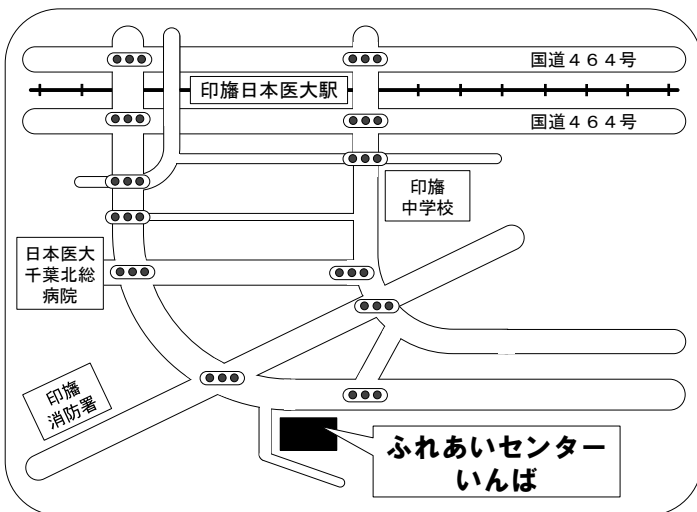 国道４６４号
印旛日本医大駅
国道４６４号
印旛
中学校
日本医大
千葉北総
病院
印旛
消防署
ふれあいセンター
いんば